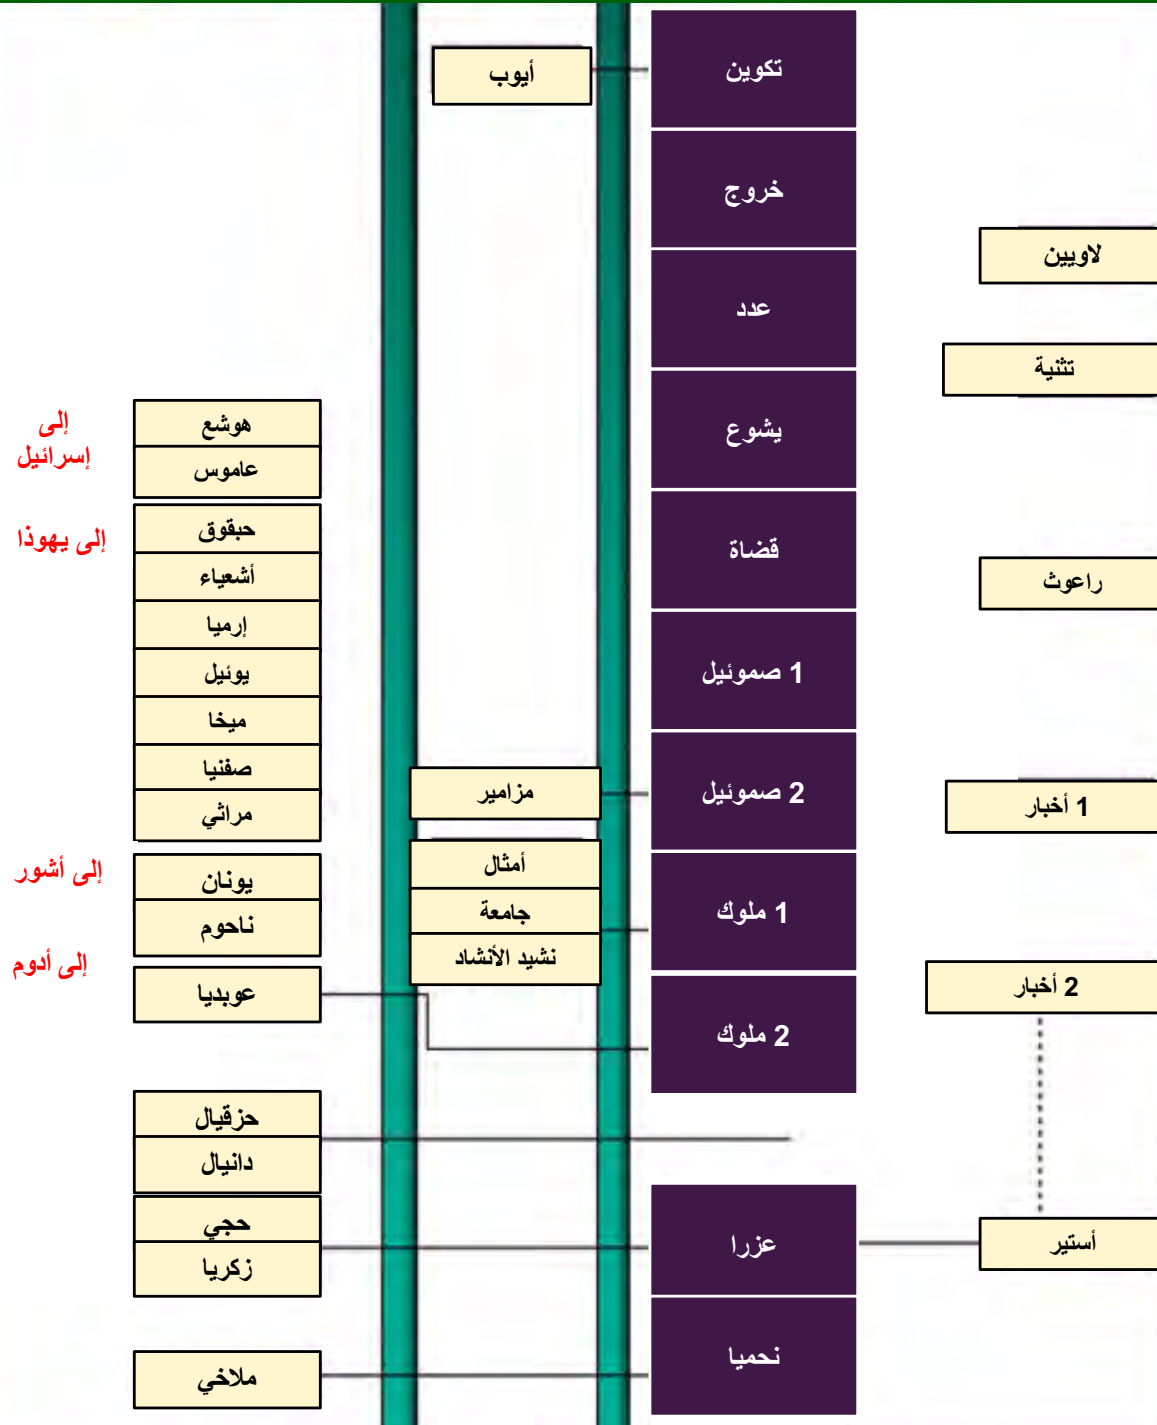 تكوين
خروج
عدد
يشوع
قضاة
1 صموئيل
2 صموئيل
1 ملوك
2 ملوك
عزرا
نحميا
لاويين
تثنية
راعوث
1 أخبار
2 أخبار
أستير
أيوب
مزامير
أمثال
جامعة
نشيد الأنشاد
إلى
إسرائيل
هوشع
عاموس
إلى يهوذا
حبقوق
أشعياء
إرميا
يوئيل
ميخا
صفنيا
مراثي
إلى أشور
يونان
ناحوم
إلى أدوم
عوبديا
حزقيال
دانيال
حجي
زكريا
ملاخي